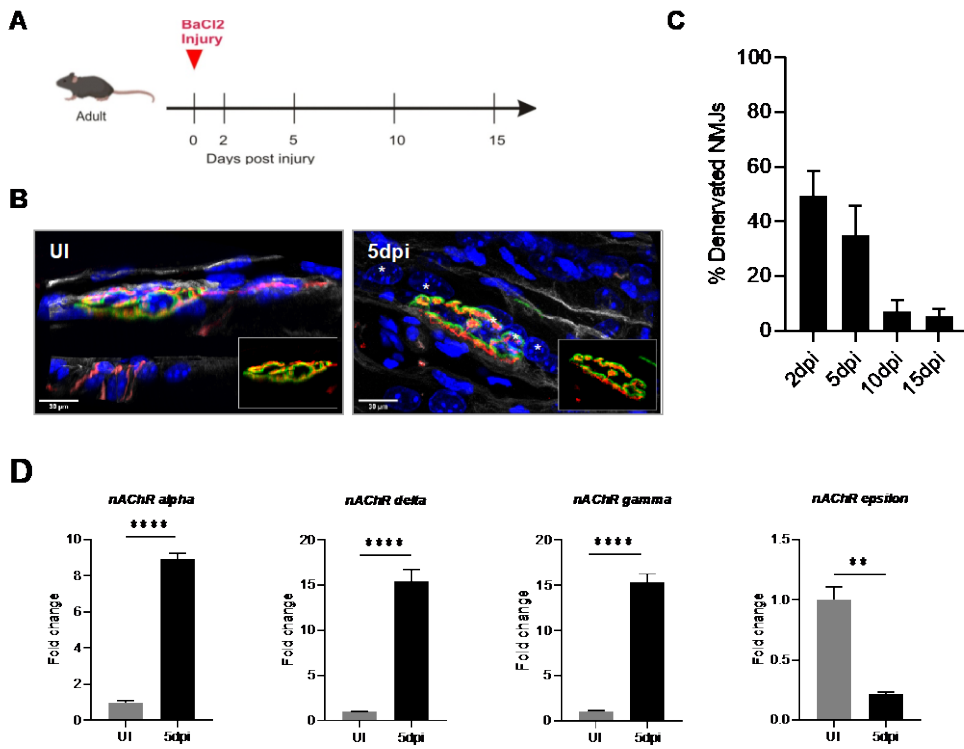 A
BaCl2
Injury
Adult
0 2 5 10 15
Days post injury
B
UI
5dpi
C
% Denervated NMJs
100
80
60
40
20
0
2dpi
5dpi
10dpi
15dpi
D
nAChR alpha
****
Fold change
10
8
6
4
2
0
UI 5dpi
nAChR delta
****
Fold change
20
15
10
5
0
UI 5dpi
nAChR gamma
****
Fold change
20
15
10
5
0
UI 5dpi
nAChR epsilon
**
Fold change
1.5
1.0
0.5
0.0
UI 5dpi